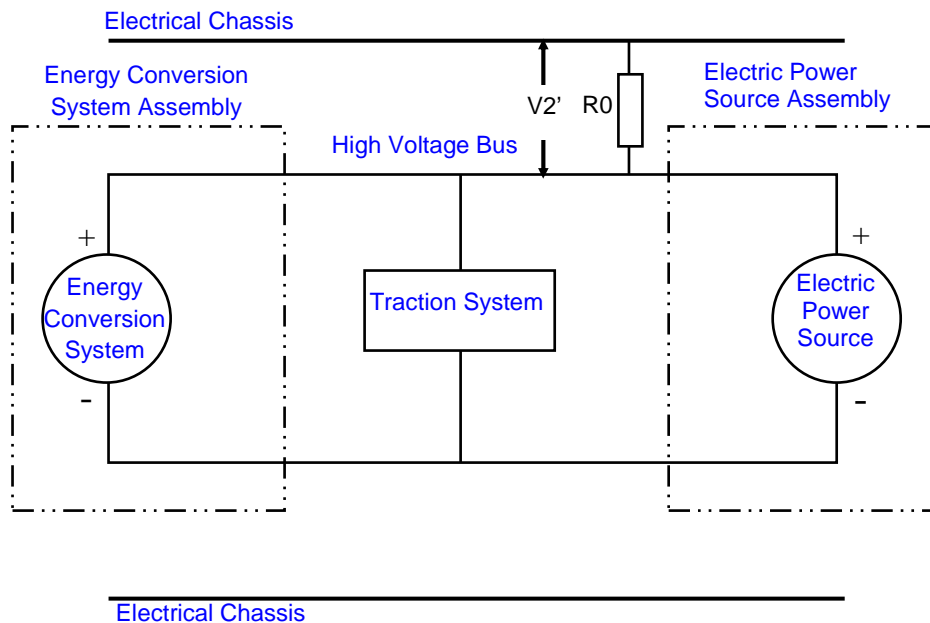 Electrical Chassis
Energy Conversion
System Assembly
Electric Power
Source Assembly
V2’
R0
High Voltage Bus
+
+
Energy
Conversion
System
Traction System
Electric
Power
Source
-
-
Electrical Chassis